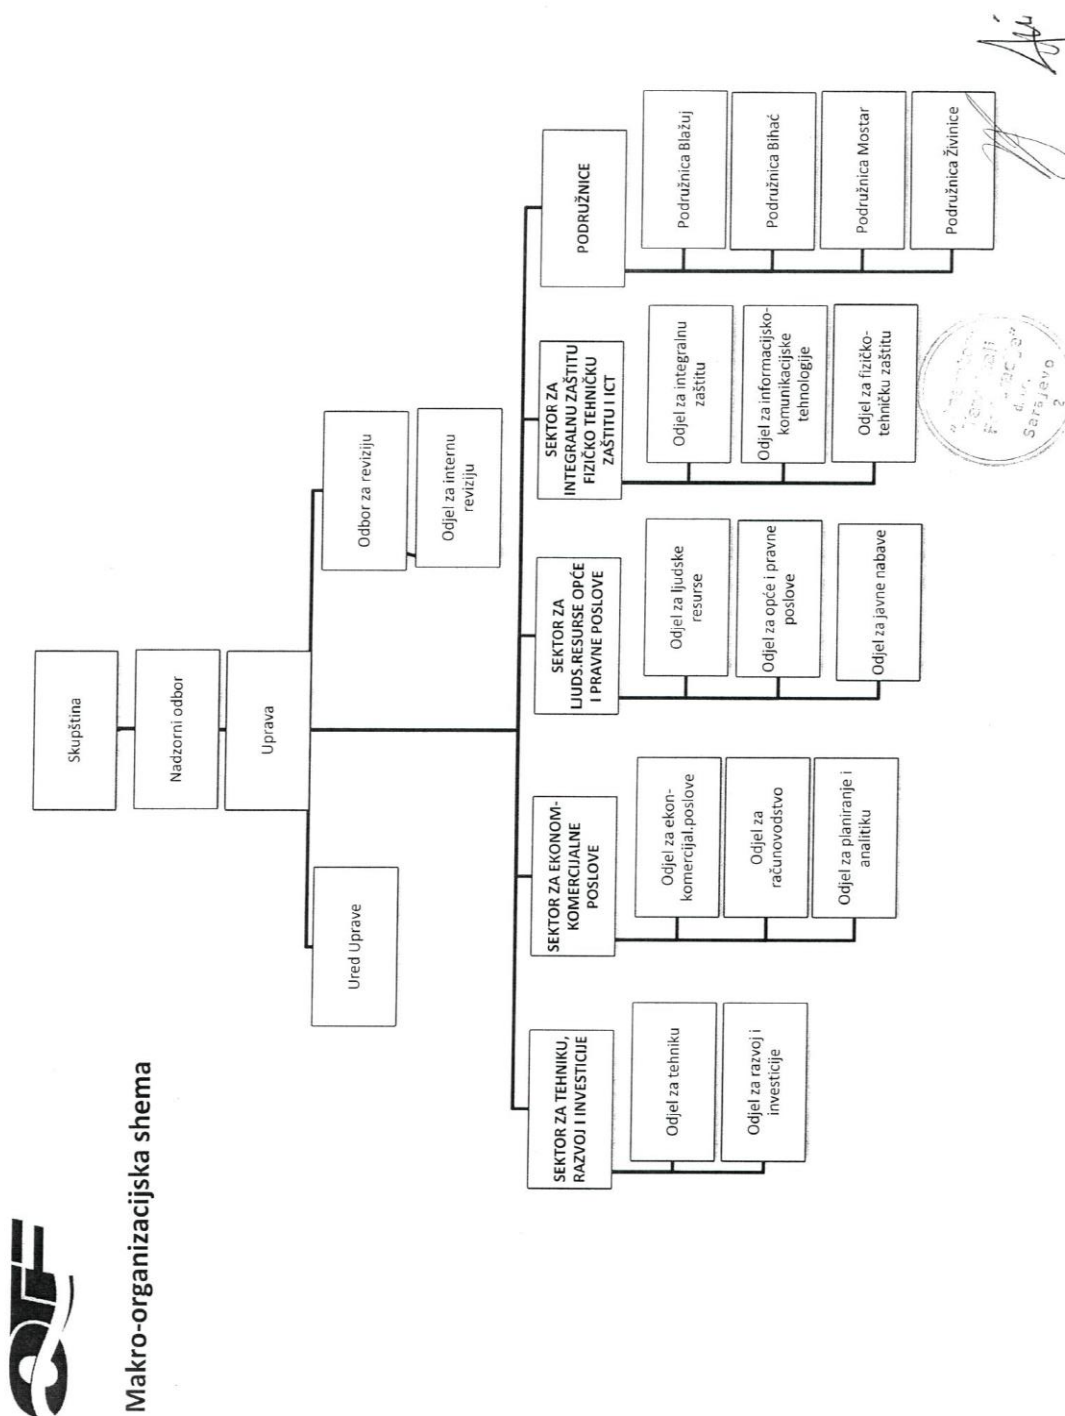 Makro-organizacijska shema
Skupština
Nadzorni odbor
Uprava
Ured Uprave
Odbor za reviziju
Odjel za internu
reviziju
SEKTOR ZA TEHNIKU,
RAZVOJ I INVESTICIJE
Odjel za tehniku
Odjel za razvoj i
investicije
SEKTOR ZA EKONOM-
KOMERCIJALNE
POSLOVE
Odjel za ekon-
komercijal.poslove
Odjel za
računovodstvo
Odjel za planiranje i
analitiku
SEKTOR ZA
LJUDS.RESURSE OPĆE
I PRAVNE POSLOVE
Odjel za ljudske
resurse
Odjel za opće i pravne
poslove
Odjel za javne nabave
SEKTOR ZA
INTEGRALNU ZAŠTITU
FIZIČKO TEHNIČKU
ZAŠTITU I ICT
Odjel za integralnu
zaštitu
Odjel za informacijsko-
komunikacijske
tehnologije
Odjel za fizičko-
tehničku zaštitu
PODRUŽNICE
Podružnica Blažuj
Podružnica Bihać
Podružnica Mostar
Podružnica Živinice
d.o.o.
Sarajevo
2